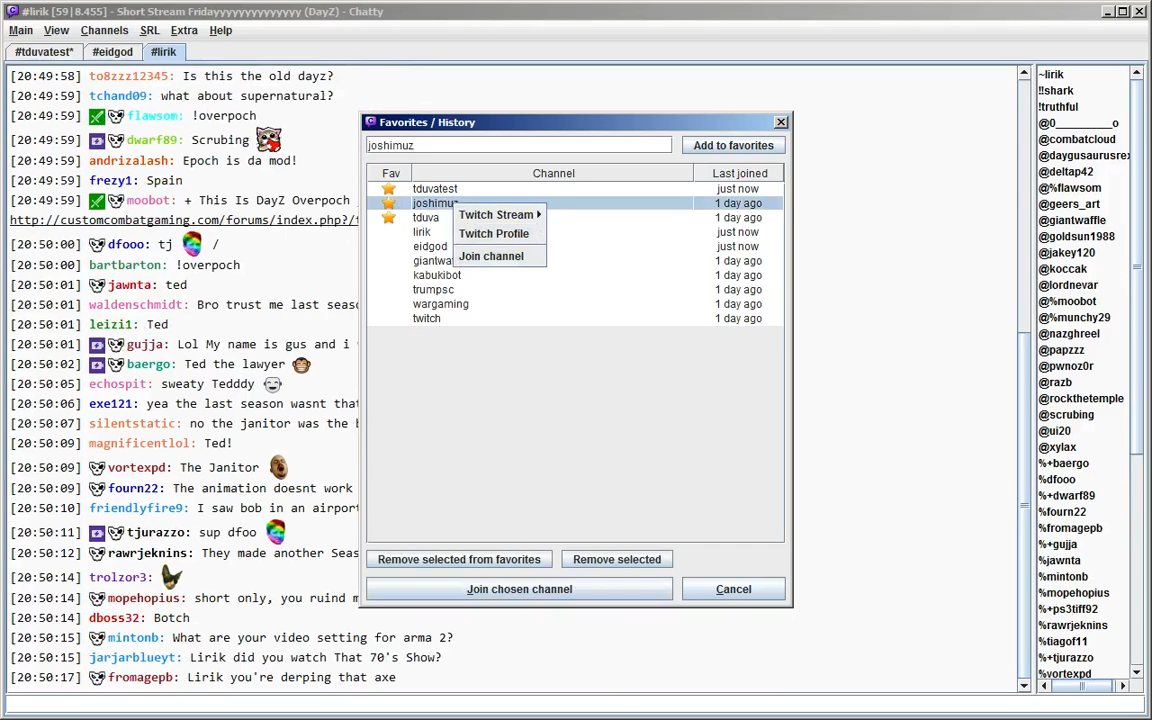 #lirik [59|8.455] - Short Stream Fridayyyyyyyyyyyyy (DayZ) - Chatty
Main View Channels SRL Extra Help
#tduvatest* #eidgod #lirik
[20:49:58] to8zzz12345: Is this the old dayz?
[20:49:59] tchand09: what about supernatural?
[20:49:59] flawsom: !overpoch
[20:49:59] dwarf89: Scrubing
[20:49:59] andrizalash: Epoch is da mod!
[20:49:59] frezy1: Spain
[20:49:59] moobot: + This Is DayZ Overpoch
http://customcombatgaming.com/forums/index.php?/t
[20:50:00] dfooo: tj /
[20:50:00] bartbarton: !overpoch
[20:50:01] jawnta: ted
[20:50:01] waldenschmidt: Bro trust me last seaso
[20:50:01] leizi1: Ted
[20:50:01] gujja: Lol My name is gus and i
[20:50:02] baergo: Ted the lawyer
[20:50:05] echospit: sweaty Tedddy
[20:50:06] exe121: yea the last season wasnt that
[20:50:07] silentstatic: no the janitor was the b
[20:50:09] magnificentlol: Ted!
[20:50:09] vortexpd: The Janitor
[20:50:09] fourn22: The animation doesnt work
[20:50:10] friendlyfire9: I saw bob in an airport
[20:50:11] tjurazzo: sup dfoo
[20:50:12] rawrjeknins: They made another Seas
[20:50:14] trolzor3:
[20:50:14] mopehopius: short only, you ruind m
[20:50:14] dboss32: Botch
[20:50:15] mintonb: What are your video setting for arma 2?
[20:50:15] jarjarblueyt: Lirik did you watch That 70's Show?
[20:50:17] fromagepb: Lirik you're derping that axe
Favorites / History
joshimuz Add to favorites
Fav Channel Last joined
tduvatest just now
joshimuz 1 day ago
tduva 1 day ago
lirik just now
eidgod just now
giantwa 1 day ago
kabukibot 1 day ago
trumpsc 1 day ago
wargaming 1 day ago
twitch 1 day ago
Twitch Stream
Twitch Profile
Join channel
Remove selected from favorites Remove selected
Join chosen channel Cancel
~lirik
!!shark
!truthful
@0________o
@combatcloud
@daygusaurusrex
@deltap42
@%flawsom
@geers_art
@giantwaffle
@goldsun1988
@jakey120
@koccak
@lordnevar
@%moobot
@%munchy29
@nazghreel
@papzzz
@pwnoz0r
@razb
@rockthetemple
@scrubing
@ui20
@xylax
%+baergo
%dfooo
%+dwarf89
%fourn22
%fromagepb
%+gujja
%jawnta
%mintonb
%mopehopius
%+ps3tiff92
%rawrjeknins
%tiagof11
%+tjurazzo
%vortexpd